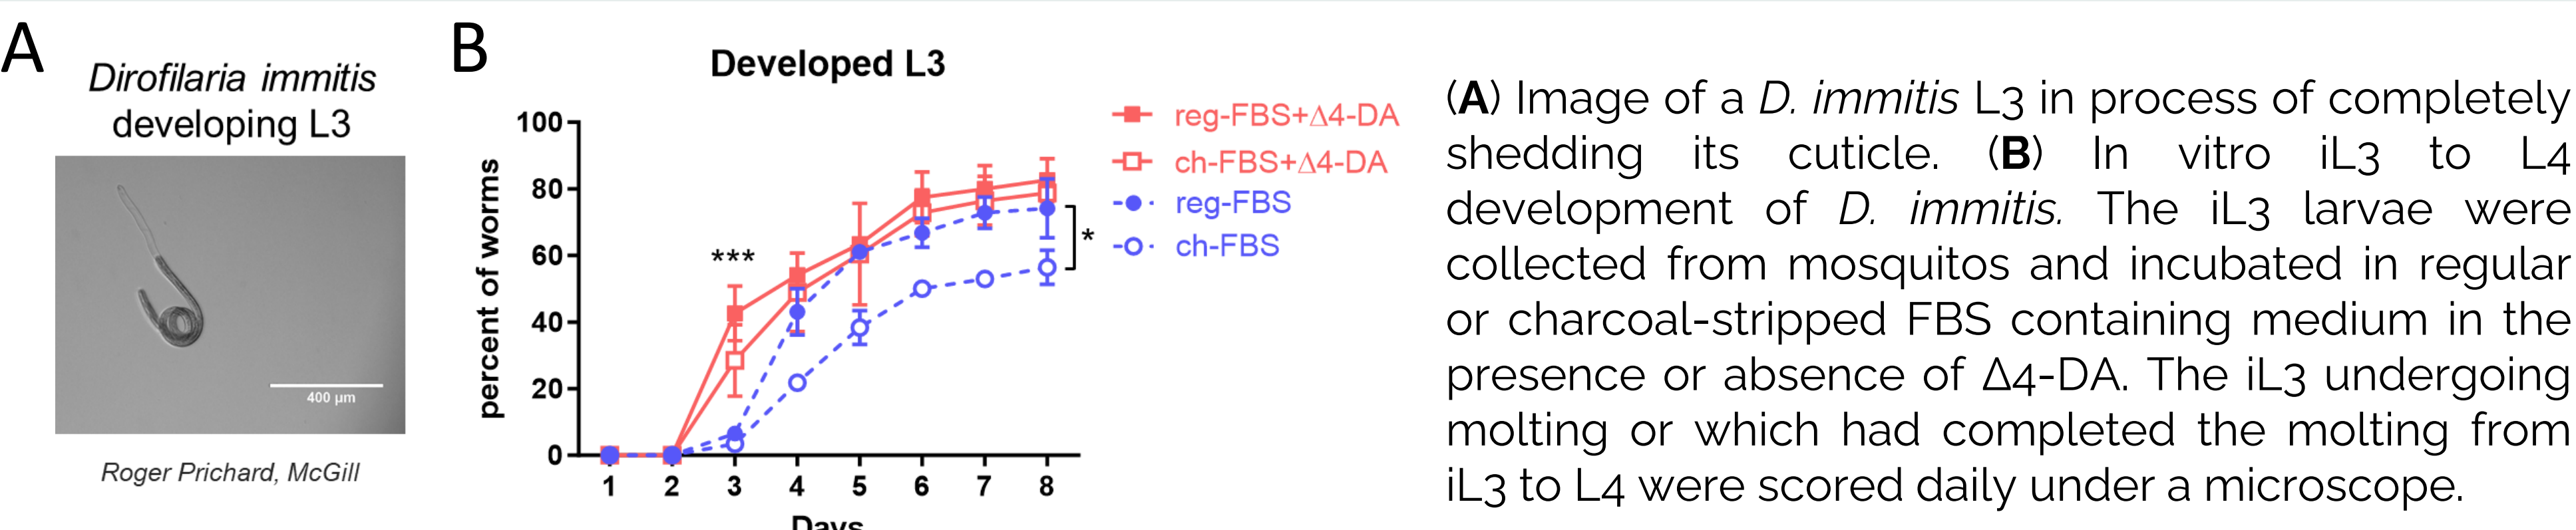 A
Dirofilaria immitis
developing L3
400 µm
Roger Prichard, McGill
B
Developed L3
percent of worms
100
80
60
40
20
0
***
*
1 2 3 4 5 6 7 8
Days
reg-FBS+Δ4-DA
ch-FBS+Δ4-DA
reg-FBS
ch-FBS
(A) Image of a D. immitis L3 in process of completely
shedding its cuticle. (B) In vitro iL3 to L4
development of D. immitis. The iL3 larvae were
collected from mosquitos and incubated in regular
or charcoal-stripped FBS containing medium in the
presence or absence of Δ4-DA. The iL3 undergoing
molting or which had completed the molting from
iL3 to L4 were scored daily under a microscope.